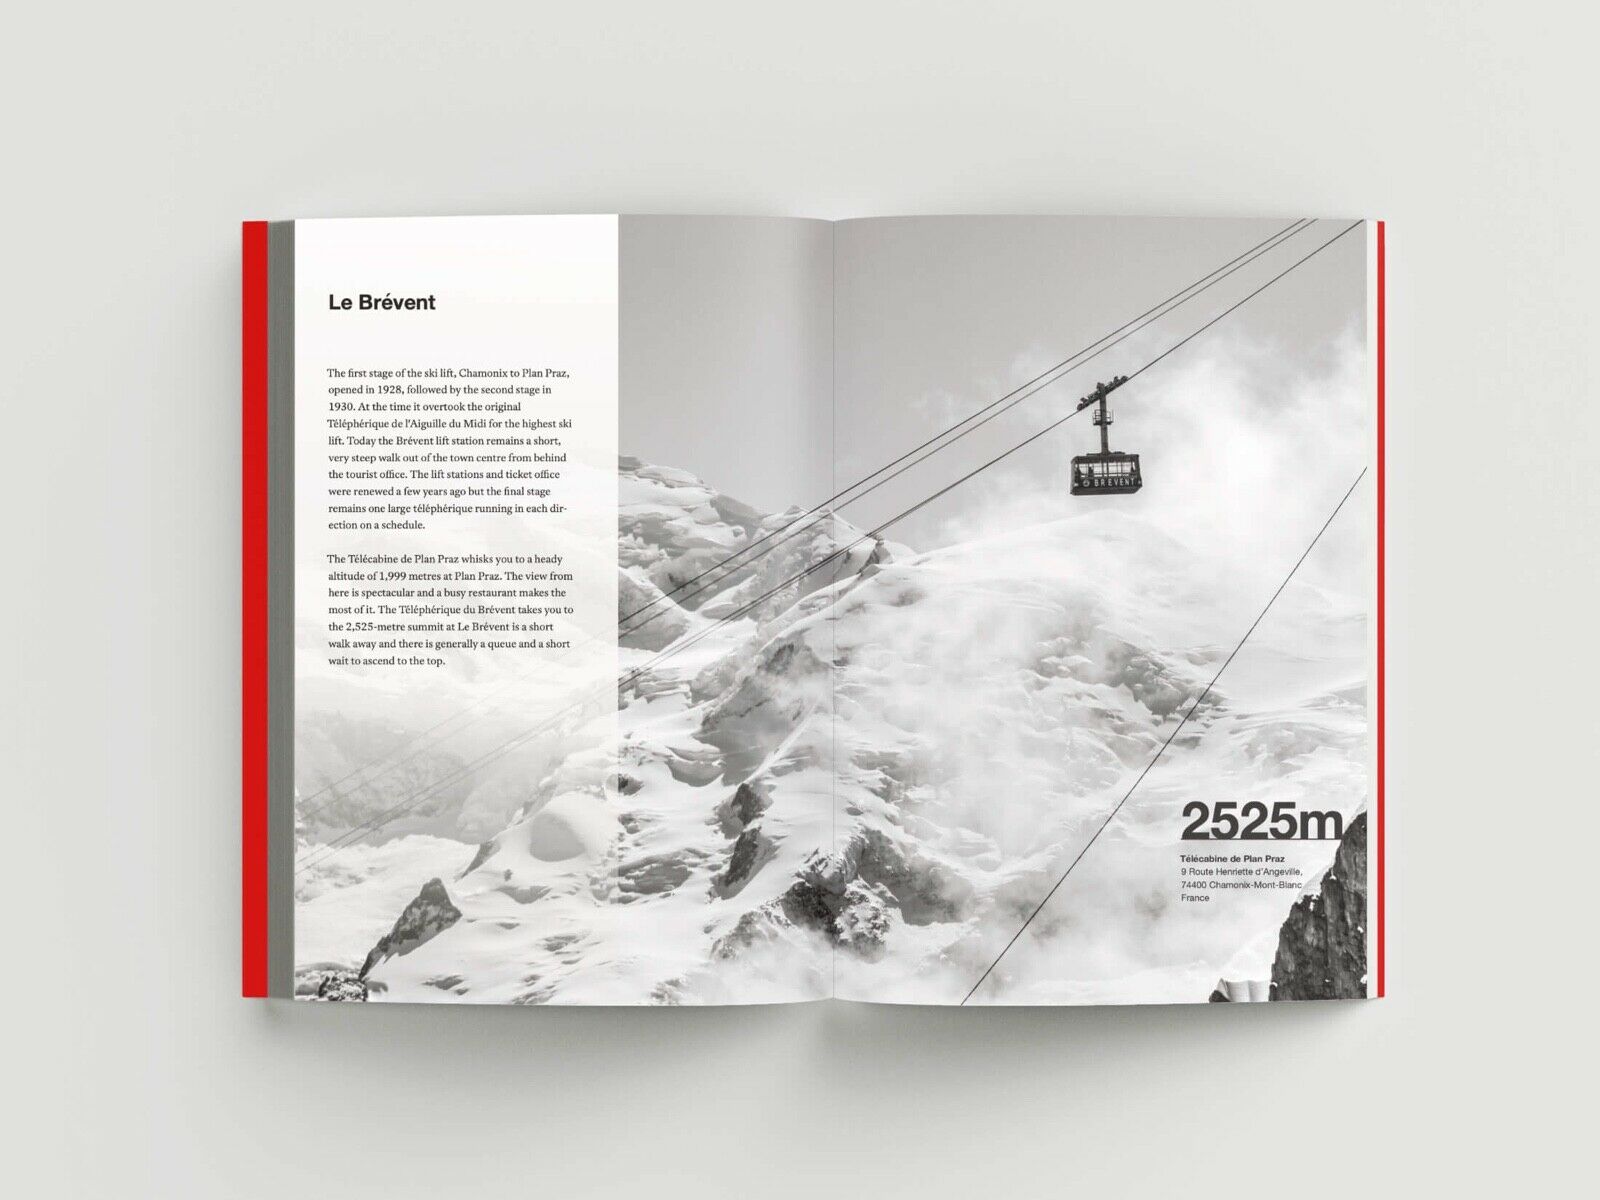 Le Brévent
The first stage of the ski lift, Chamonix to Plan Praz,
opened in 1928, followed by the second stage in
1930. At the time it overtook the original
Téléphérique de l'Aiguille du Midi for the highest ski
lift. Today the Brévent lift station remains a short,
very steep walk out of the town centre from behind
the tourist office. The lift stations and ticket office
were renewed a few years ago but the final stage
remains one large téléphérique running in each dir-
ection on a schedule.
The Télécabine de Plan Praz whisks you to a heady
altitude of 1,999 metres at Plan Praz. The view from
here is spectacular and a busy restaurant makes the
most of it. The Téléphérique du Brévent takes you to
the 2,525-metre summit at Le Brévent is a short
walk away and there is generally a queue and a short
wait to ascend to the top.
BREVENT
2525m
Télécabine de Plan Praz
9 Route Henriette d'Angeville,
74400 Chamonix-Mont-Blanc
France